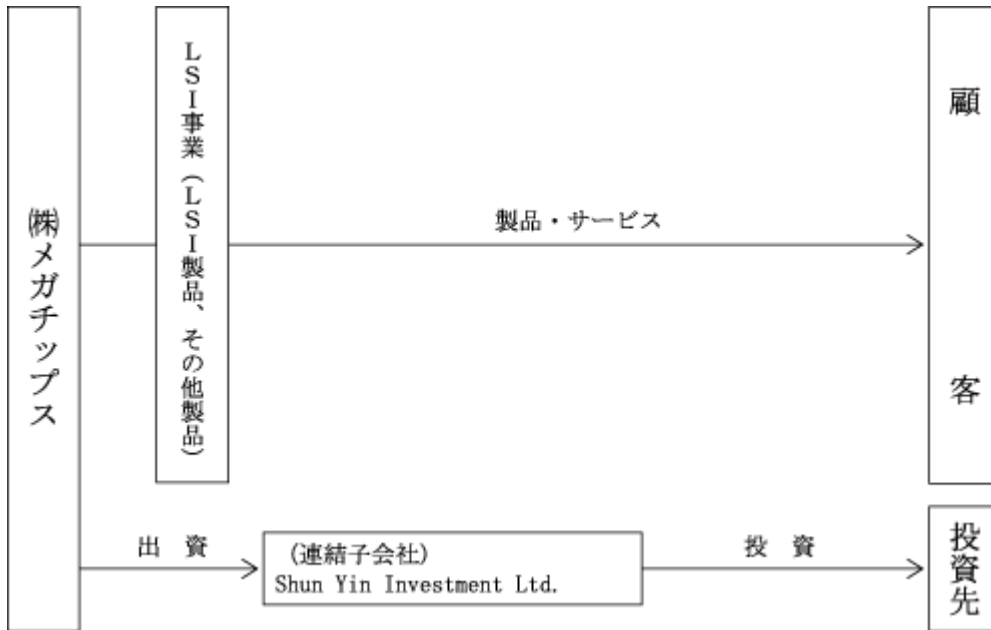 ㈱メガチップス
LSI事業(LSI製品、その他製品)
製品・サービス
顧客
出 資
(連結子会社)
Shun Yin Investment Ltd.
投 資
投資先